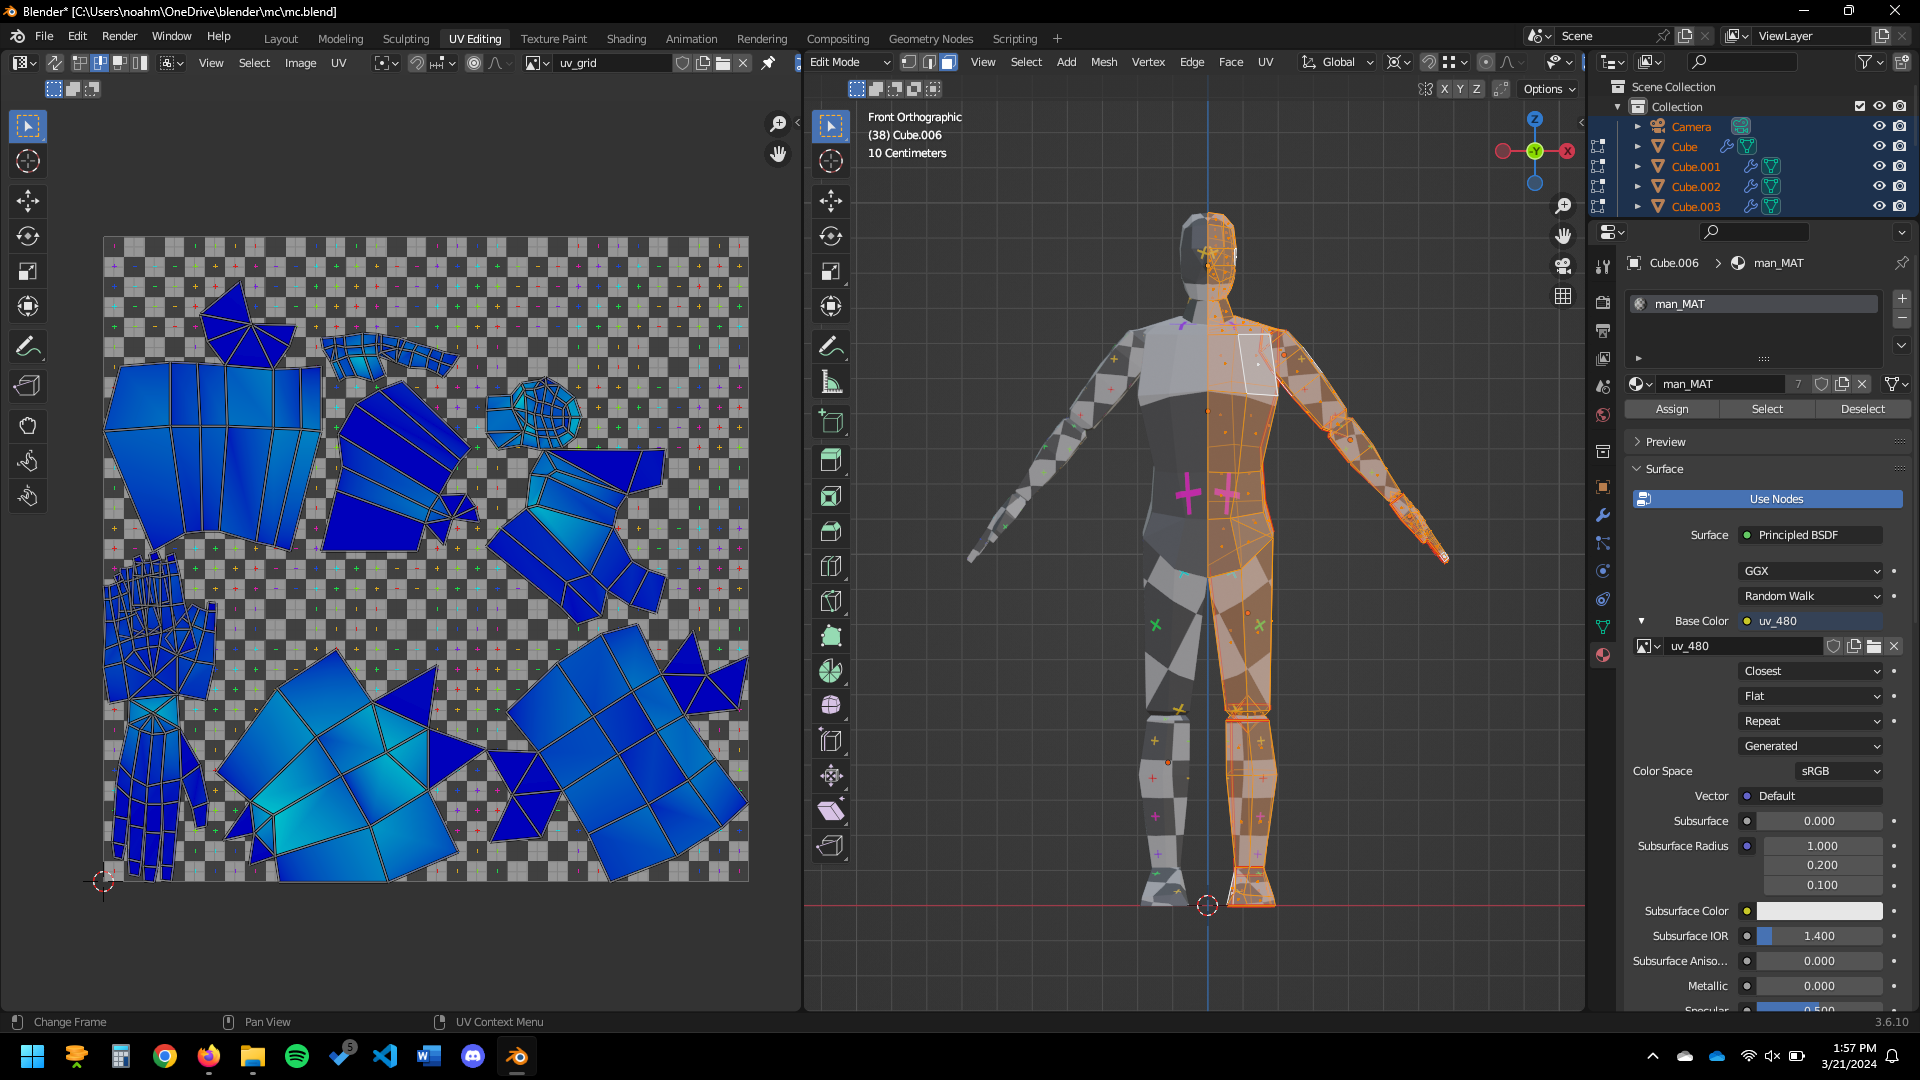 Blender* [C:\Users\noahm\OneDrive\blender\mc\mc.blend]
File Edit Render Window Help
Layout Modeling Sculpting UV Editing Texture Paint Shading Animation Rendering Compositing Geometry Nodes Scripting +
Scene
ViewLayer
View Select Image UV
uv_grid
Edit Mode
View Select Add Mesh Vertex Edge Face UV
Global
X Y Z
Options
Front Orthographic
(38) Cube.006
10 Centimeters
Z
-Y
X
Scene Collection
Collection
Camera
Cube
Cube.001
Cube.002
Cube.003
Cube.006 > man_MAT
man_MAT
man_MAT 7
Assign Select Deselect
Preview
Surface
Use Nodes
Surface Principled BSDF
GGX
Random Walk
Base Color uv_480
uv_480
Closest
Flat
Repeat
Generated
Color Space sRGB
Vector Default
Subsurface 0.000
Subsurface Radius 1.000
0.200
0.100
Subsurface Color
Subsurface IOR 1.400
Subsurface Aniso... 0.000
Metallic 0.000
Specular 0.500
Change Frame
Pan View
UV Context Menu
3.6.10
5
1:57 PM
3/21/2024